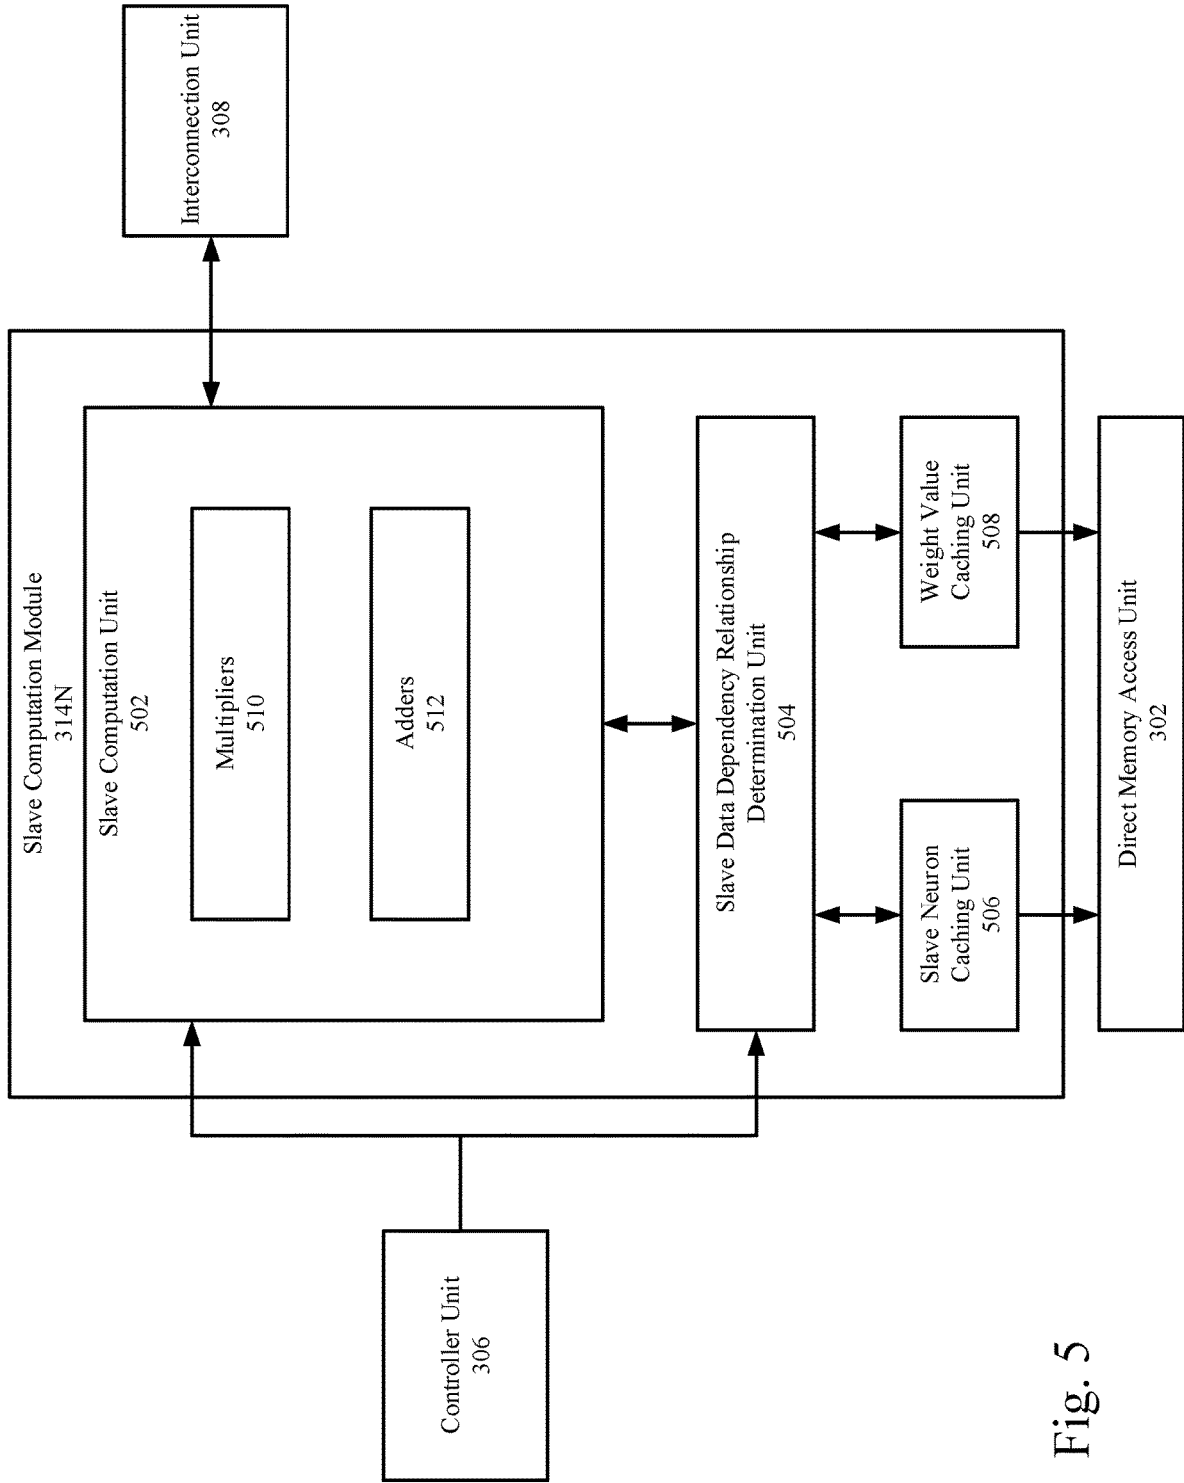 Slave Computation Module
314N
Slave Computation Unit
502
Multipliers
510
Adders
512
Interconnection Unit
308
Controller Unit
306
Slave Data Dependency Relationship
Determination Unit
504
Slave Neuron
Caching Unit
506
Weight Value
Caching Unit
508
Direct Memory Access Unit
302
Fig. 5